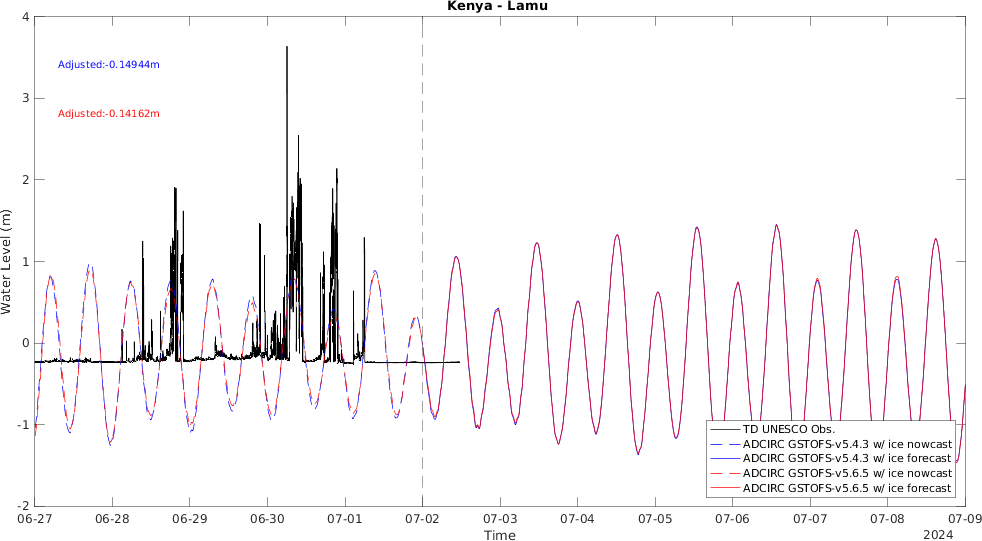 Kenya - Lamu
4
3
2
1
0
-1
-2
Water Level (m)
Adjusted:-0.14944m
Adjusted:-0.14162m
TD UNESCO Obs.
ADCIRC GSTOFS-v5.4.3 w/ ice nowcast
ADCIRC GSTOFS-v5.4.3 w/ ice forecast
ADCIRC GSTOFS-v5.6.5 w/ ice nowcast
ADCIRC GSTOFS-v5.6.5 w/ ice forecast
06-27 06-28 06-29 06-30 07-01 07-02 07-03 07-04 07-05 07-06 07-07 07-08 07-09
Time
2024